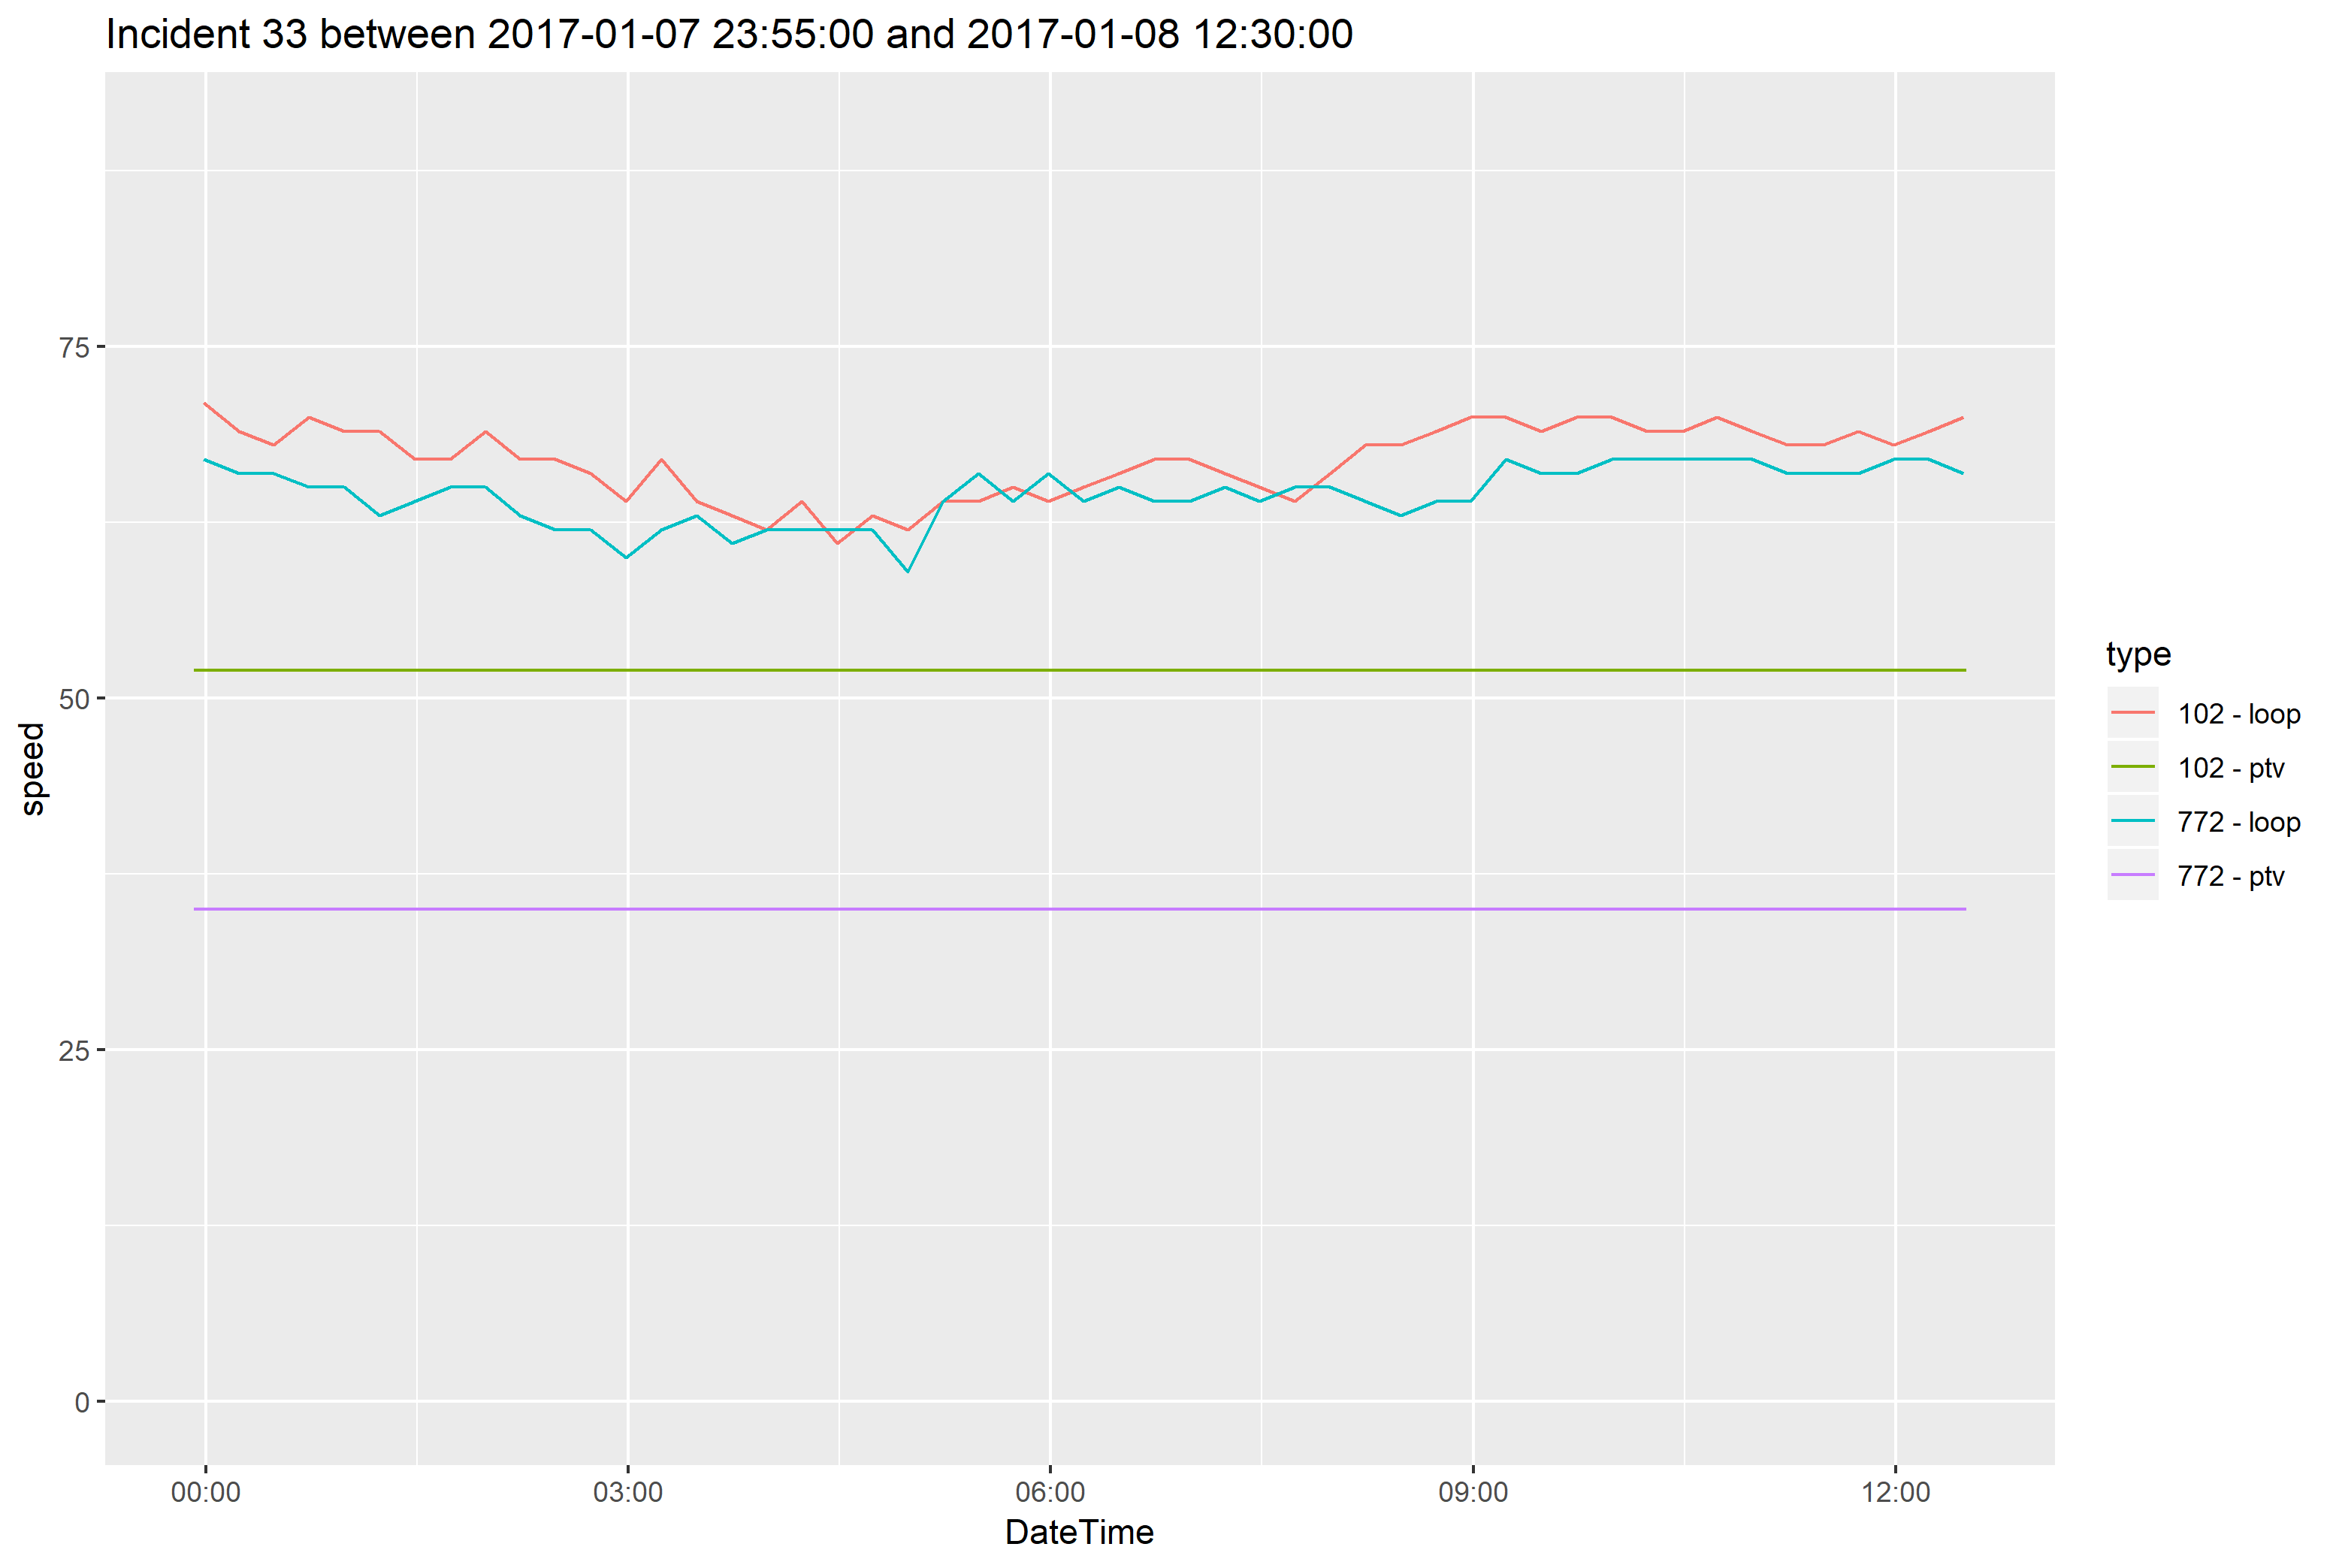 Incident 33 between 2017-01-07 23:55:00 and 2017-01-08 12:30:00
75
50
25
0
speed
00:00 03:00 06:00 09:00 12:00
DateTime
type
102 - loop
102 - ptv
772 - loop
772 - ptv